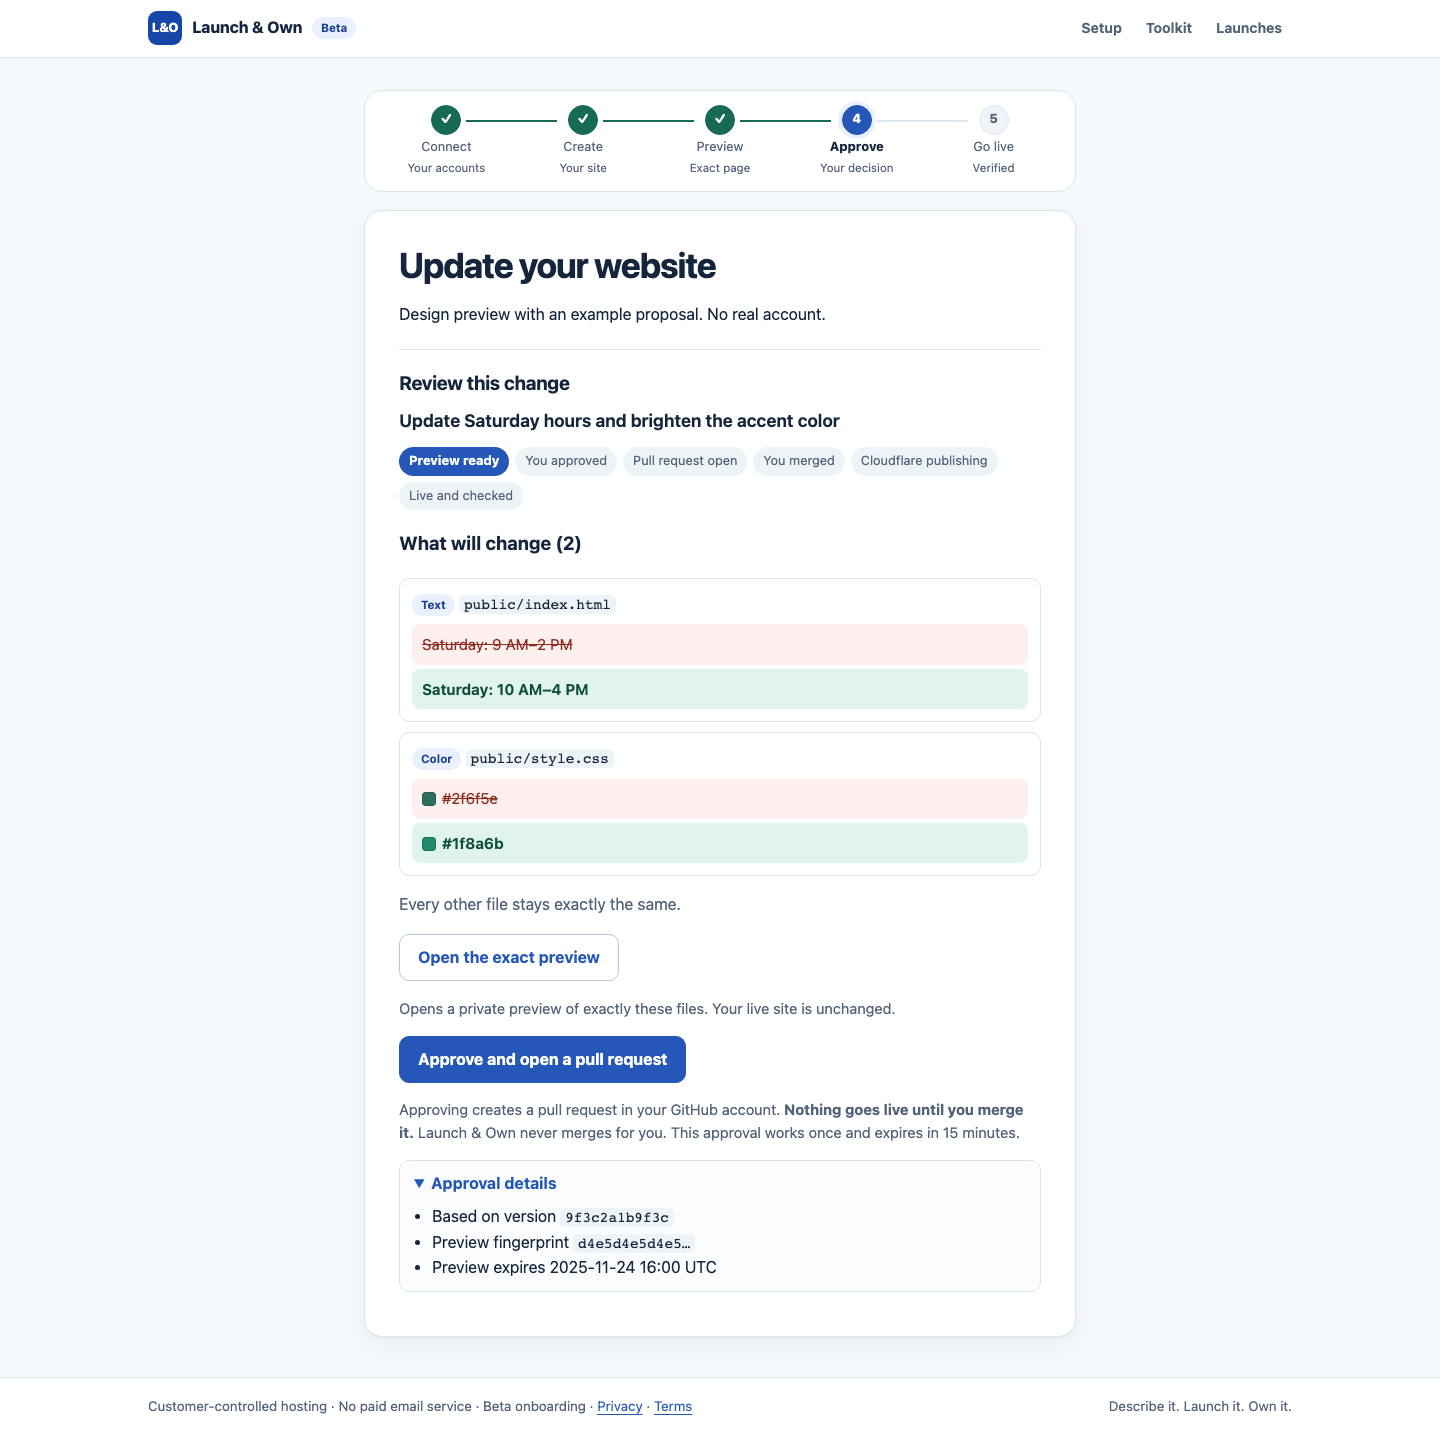 L&O Launch & Own Beta Setup Toolkit Launches
4 5
Connect Create Preview Approve Go live
Your accounts Your site Exact page Your decision Verified
Update your website
Design preview with an example proposal. No real account.
Review this change
Update Saturday hours and brighten the accent color
Preview ready You approved Pull request open You merged Cloudflare publishing
Live and checked
What will change (2)
Text public/index.html
Saturday: 9 AM–2 PM
Saturday: 10 AM–4 PM
Color public/style.css
#2f6f5e
#1f8a6b
Every other file stays exactly the same.
Open the exact preview
Opens a private preview of exactly these files. Your live site is unchanged.
Approve and open a pull request
Approving creates a pull request in your GitHub account. Nothing goes live until you merge
it. Launch & Own never merges for you. This approval works once and expires in 15 minutes.
▼ Approval details
• Based on version 9f3c2a1b9f3c
• Preview fingerprint d4e5d4e5d4e5…
• Preview expires 2025-11-24 16:00 UTC
Customer-controlled hosting · No paid email service · Beta onboarding · Privacy · Terms Describe it. Launch it. Own it.